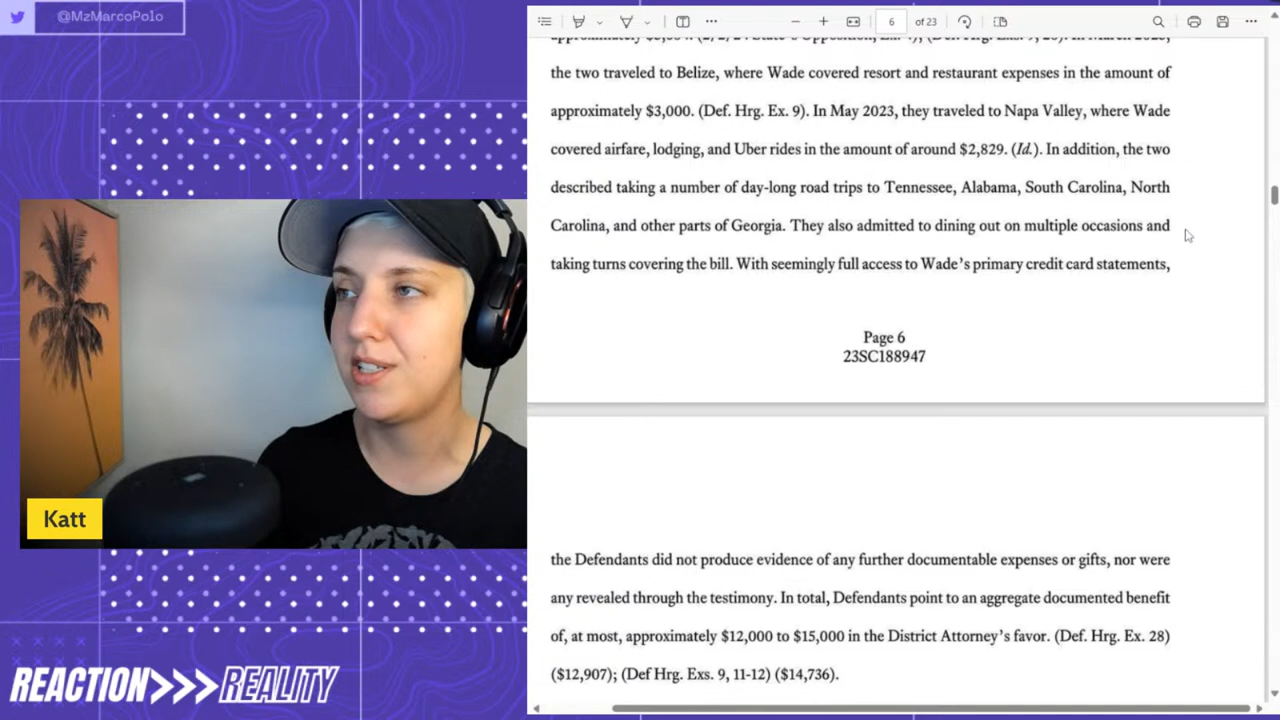 @MzMarcoPolo
6 of 23
the two traveled to Belize, where Wade covered resort and restaurant expenses in the amount of
approximately $3,000. (Def. Hrg. Ex. 9). In May 2023, they traveled to Napa Valley, where Wade
covered airfare, lodging, and Uber rides in the amount of around $2,829. (Id.). In addition, the two
described taking a number of day-long road trips to Tennessee, Alabama, South Carolina, North
Carolina, and other parts of Georgia. They also admitted to dining out on multiple occasions and
taking turns covering the bill. With seemingly full access to Wade's primary credit card statements,
Page 6
23SC188947
the Defendants did not produce evidence of any further documentable expenses or gifts, nor were
any revealed through the testimony. In total, Defendants point to an aggregate documented benefit
of, at most, approximately $12,000 to $15,000 in the District Attorney's favor. (Def. Hrg. Ex. 28)
($12,907); (Def Hrg. Exs. 9, 11-12) ($14,736).
Katt
REACTION>>>REALITY